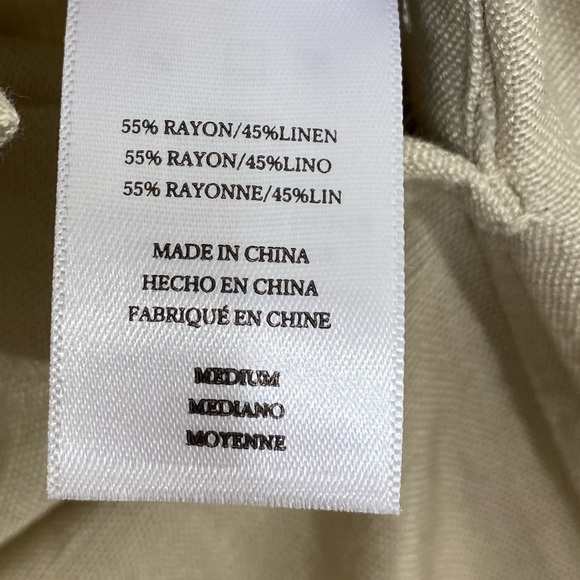 55% RAYON/45%LINEN
55% RAYON/45%LINO
55% RAYONNE/45%LIN
MADE IN CHINA
HECHO EN CHINA
FABRIQUÉ EN CHINE
MEDIUM
MEDIANO
MOYENNE